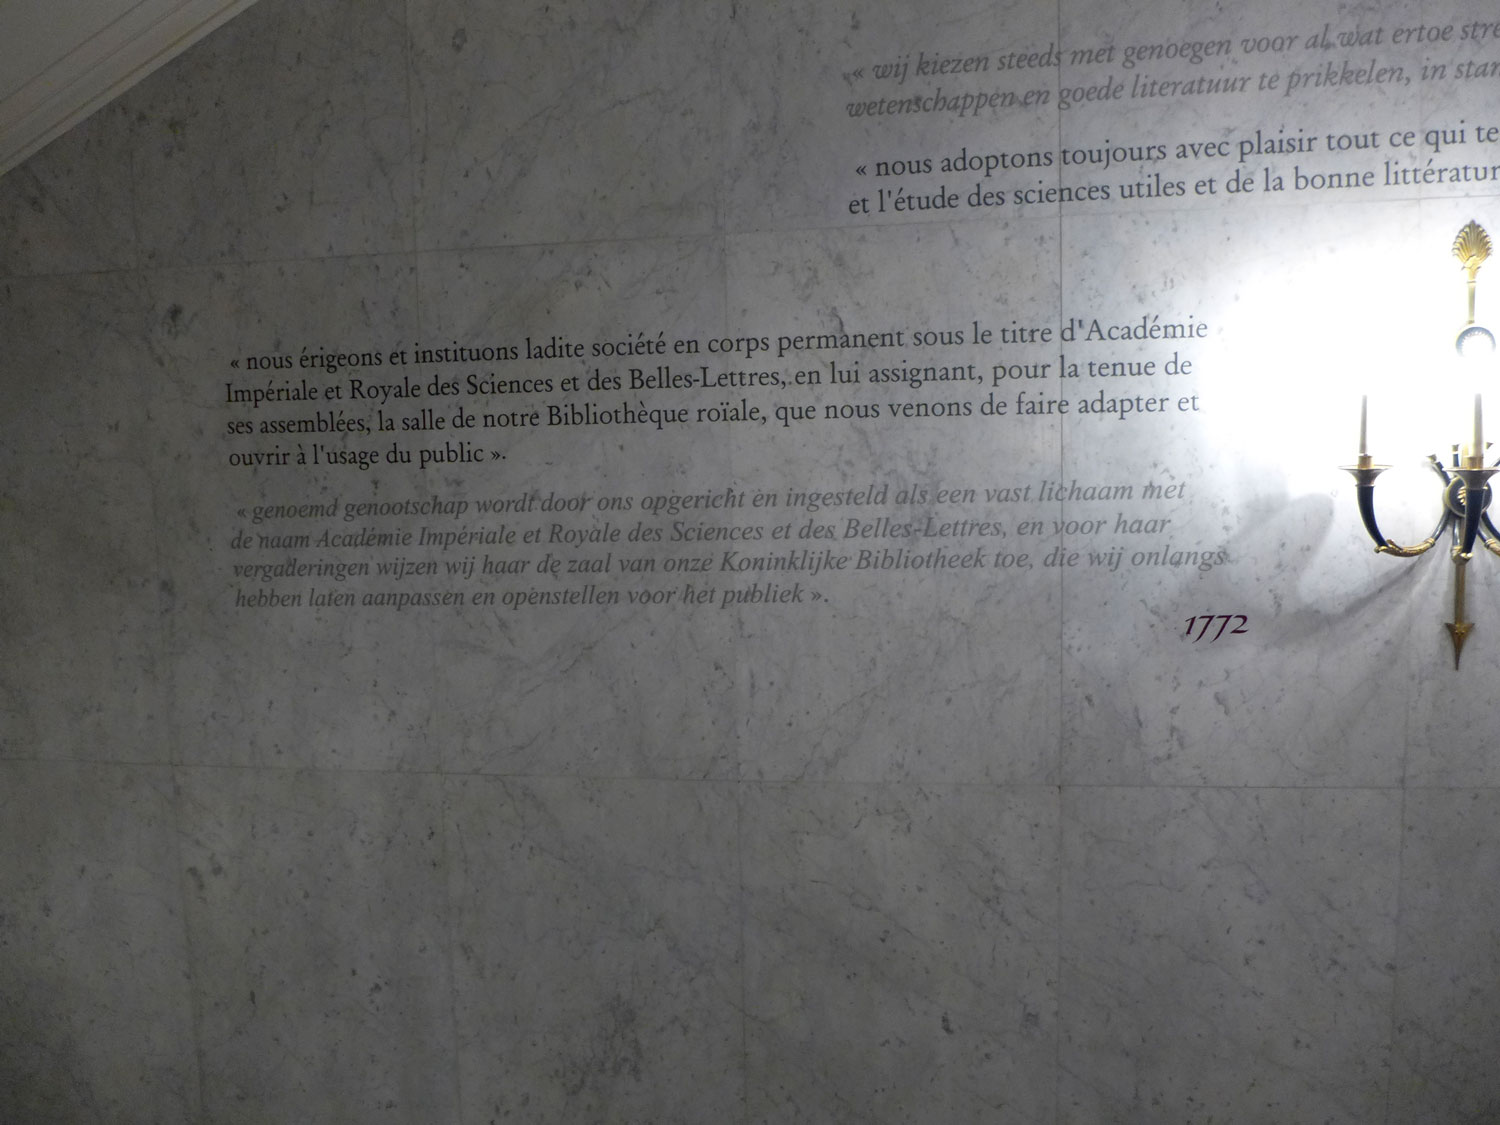 « wij kiezen steeds met genoegen voor al wat ertoe
wetenschappen en goede literatuur te prikkelen, in
« nous adoptons toujours avec plaisir tout ce qui
et l'étude des sciences utiles et de la bonne
« nous érigeons et instituons ladite société en corps permanent sous le titre d'Académie
Impériale et Royale des Sciences et des Belles-Lettres, en lui assignant, pour la tenue de
ses assemblées, la salle de notre Bibliothèque roïale, que nous venons de faire adapter et
ouvrir à l'usage du public ».
« genoemd genootschap wordt door ons opgericht en ingesteld als een vast lichaam met
de naam Académie Impériale et Royale des Sciences et des Belles-Lettres, en voor haar
vergaderingen wijzen wij haar de zaal van onze Koninklijke Bibliotheek toe, die wij onlangs
hebben laten aanpassen en openstellen voor het publiek ».
1772